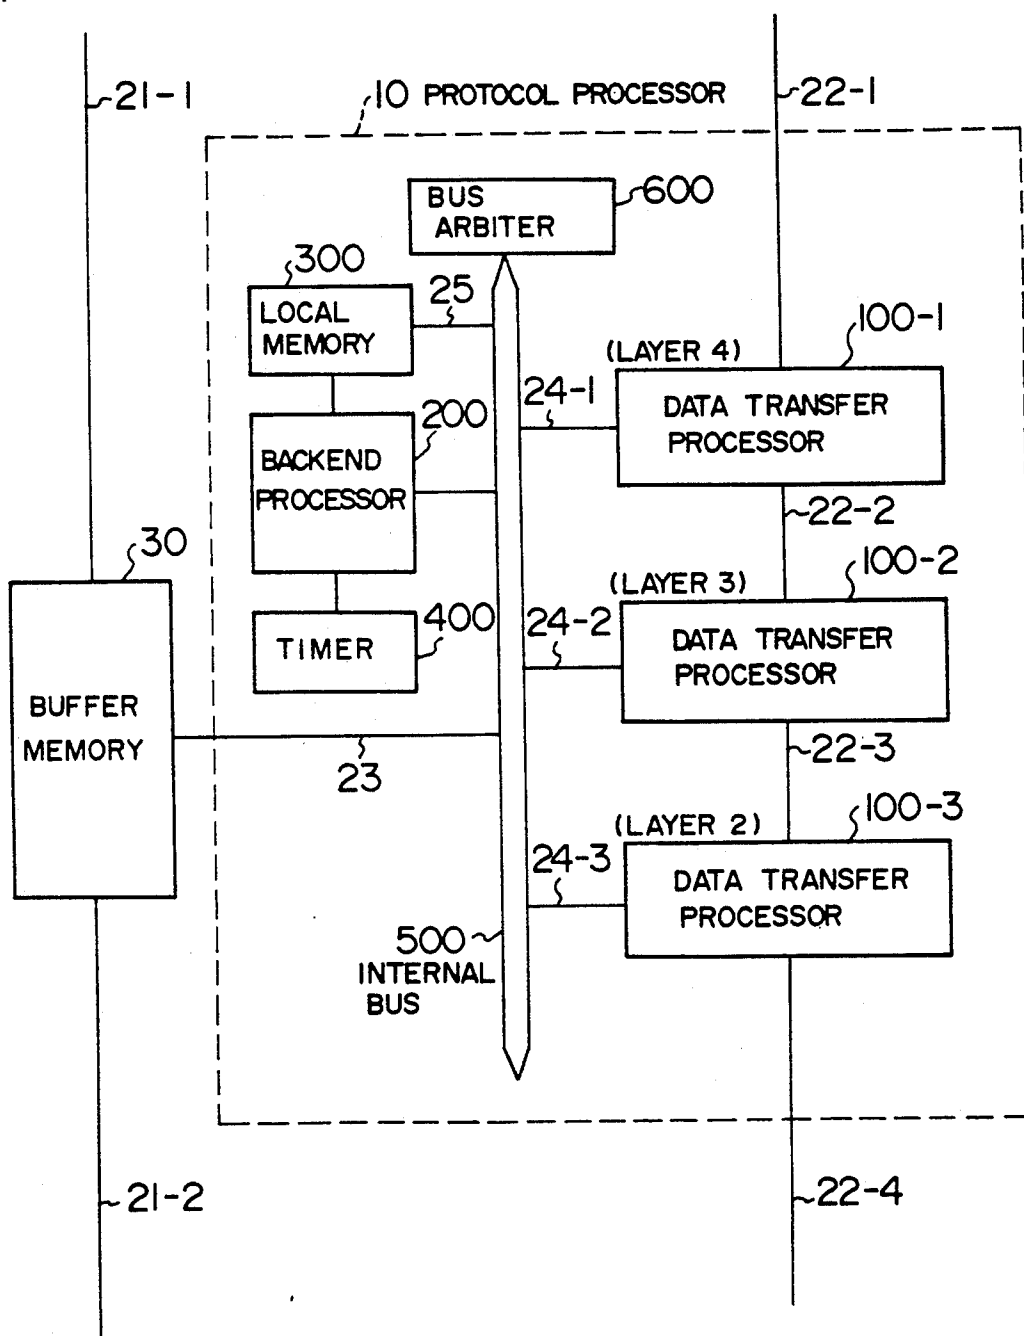 21-1
10 PROTOCOL PROCESSOR
22-1
BUS
ARBITER
600
300
LOCAL
MEMORY
25
100-1
(LAYER 4)
24-1
DATA TRANSFER
PROCESSOR
200
BACKEND
PROCESSOR
22-2
30
100-2
(LAYER 3)
400
TIMER
24-2
DATA TRANSFER
PROCESSOR
BUFFER
MEMORY
23
22-3
100-3
(LAYER 2)
24-3
DATA TRANSFER
PROCESSOR
500
INTERNAL
BUS
21-2
22-4